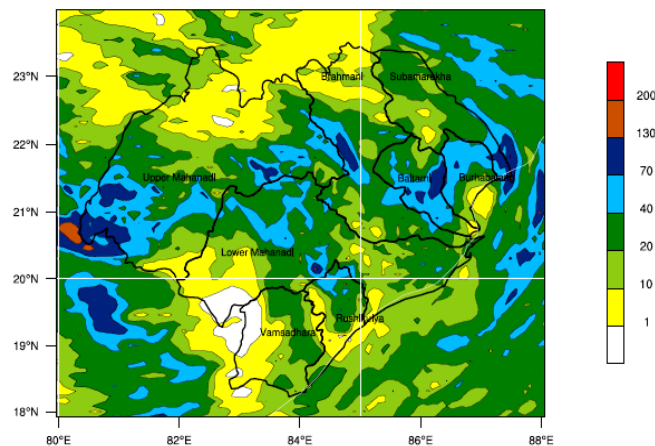 23°N
22°N
21°N
20°N
19°N
18°N
80°E
82°E
84°E
86°E
88°E
Brahmani
Subarnarekha
Upper Mahanadi
Baitarni
Burhabalang
Lower Mahanadi
Vamsadhara
Rushikulya
200
130
70
40
20
10
1